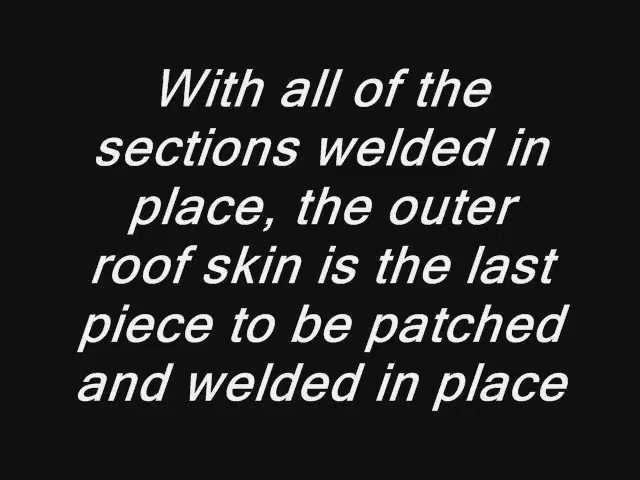 With all of the
sections welded in
place, the outer
roof skin is the last
piece to be patched
and welded in place